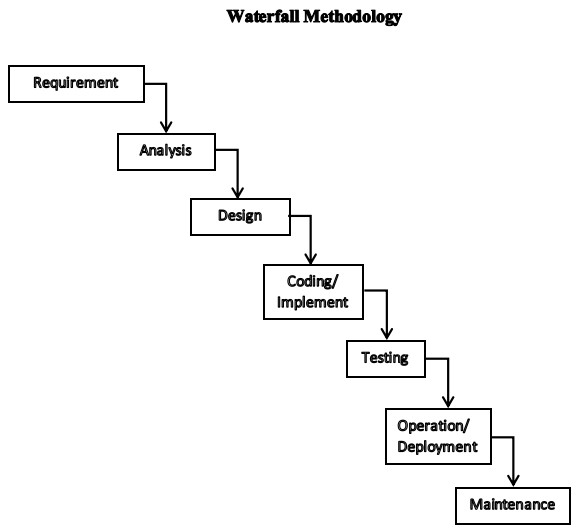 Waterfall Methodology
Requirement
Analysis
Design
Coding/
Implement
Testing
Operation/
Deployment
Maintenance